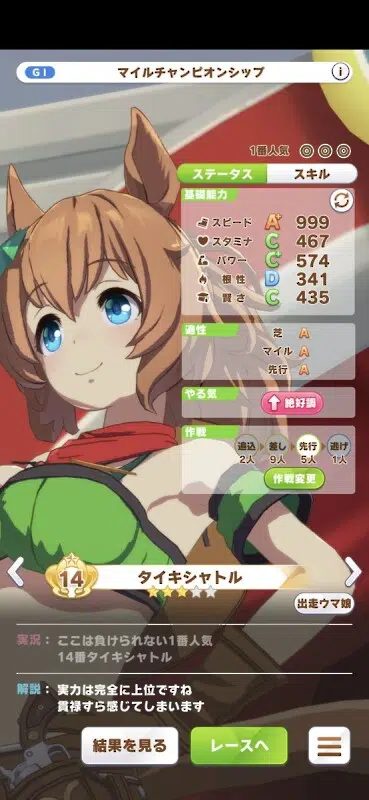 GI マイルチャンピオンシップ i
1番人気 ◎ ◎ ◎
ステータス スキル
基礎能力
スピード A+ 999
スタミナ C 467
パワー C+ 574
根性 D 341
賢さ C 435
適性
芝 A
マイル A
先行 A
やる気
絶好調
作戦
追込 差し 先行 逃げ
2人 9人 5人 1人
作戦変更
14 タイキシャトル
出走ウマ娘
実況： ここは負けられない1番人気
14番タイキシャトル
解説： 実力は完全に上位ですね
貫禄すら感じてしまいます
結果を見る レースへ